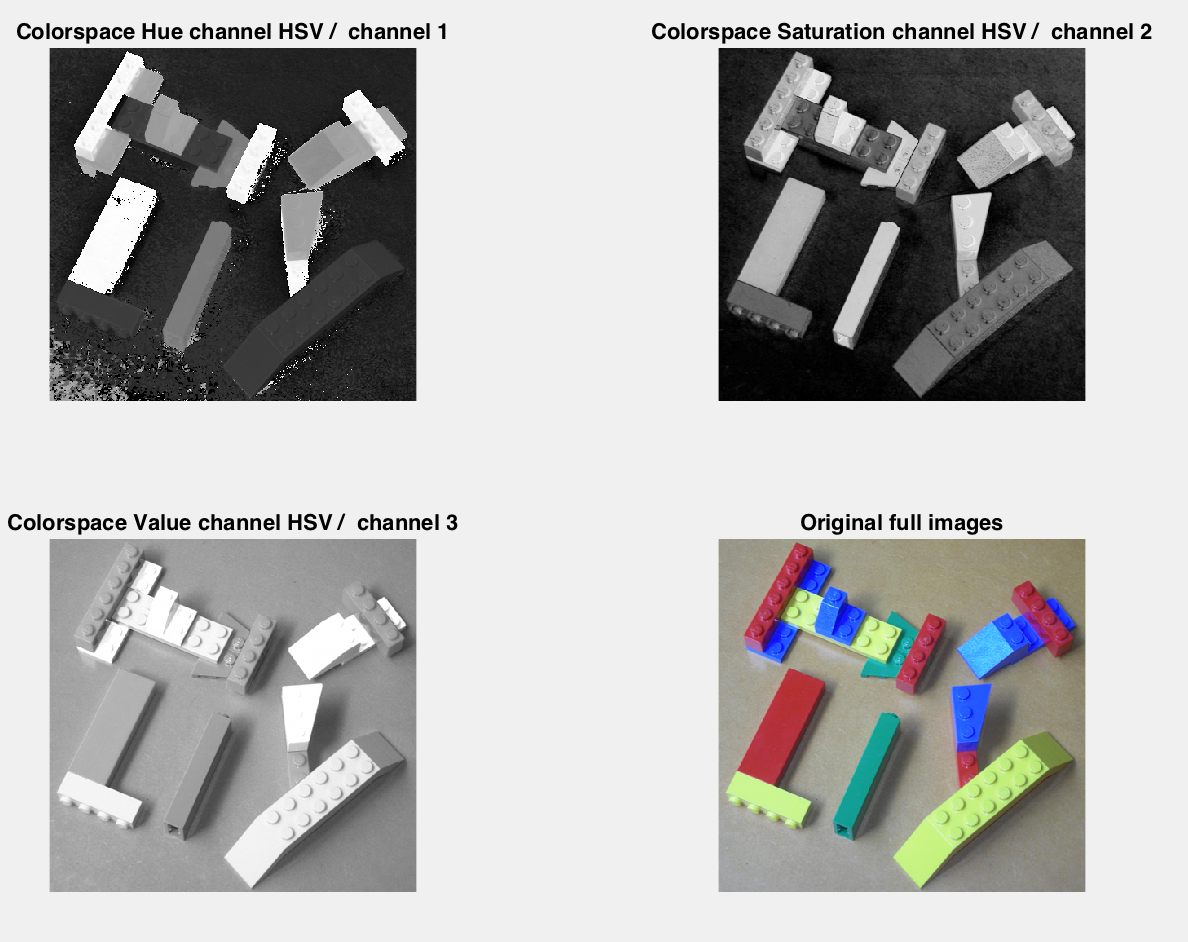 Colorspace Hue channel HSV / channel 1
Colorspace Saturation channel HSV / channel 2
Colorspace Value channel HSV / channel 3
Original full images